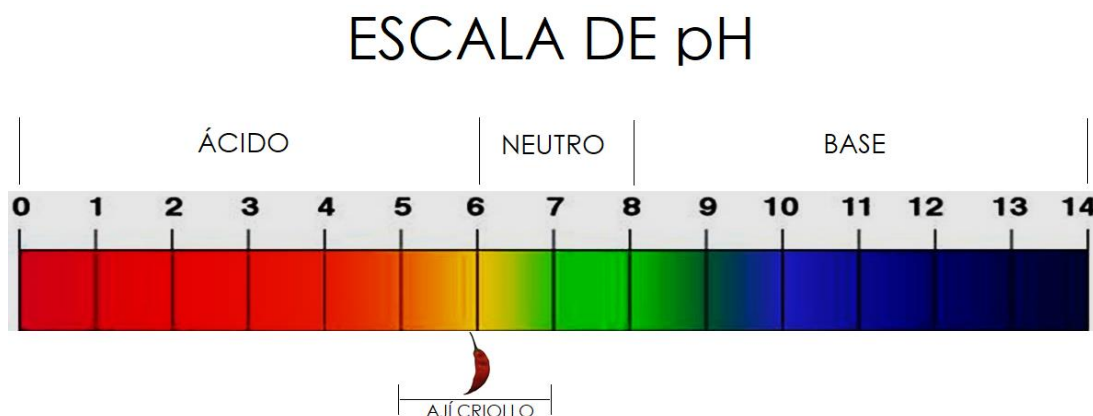 ESCALA DE pH
ÁCIDO NEUTRO BASE
0 1 2 3 4 5 6 7 8 9 10 11 12 13 14
AJÍ CRIOLLO